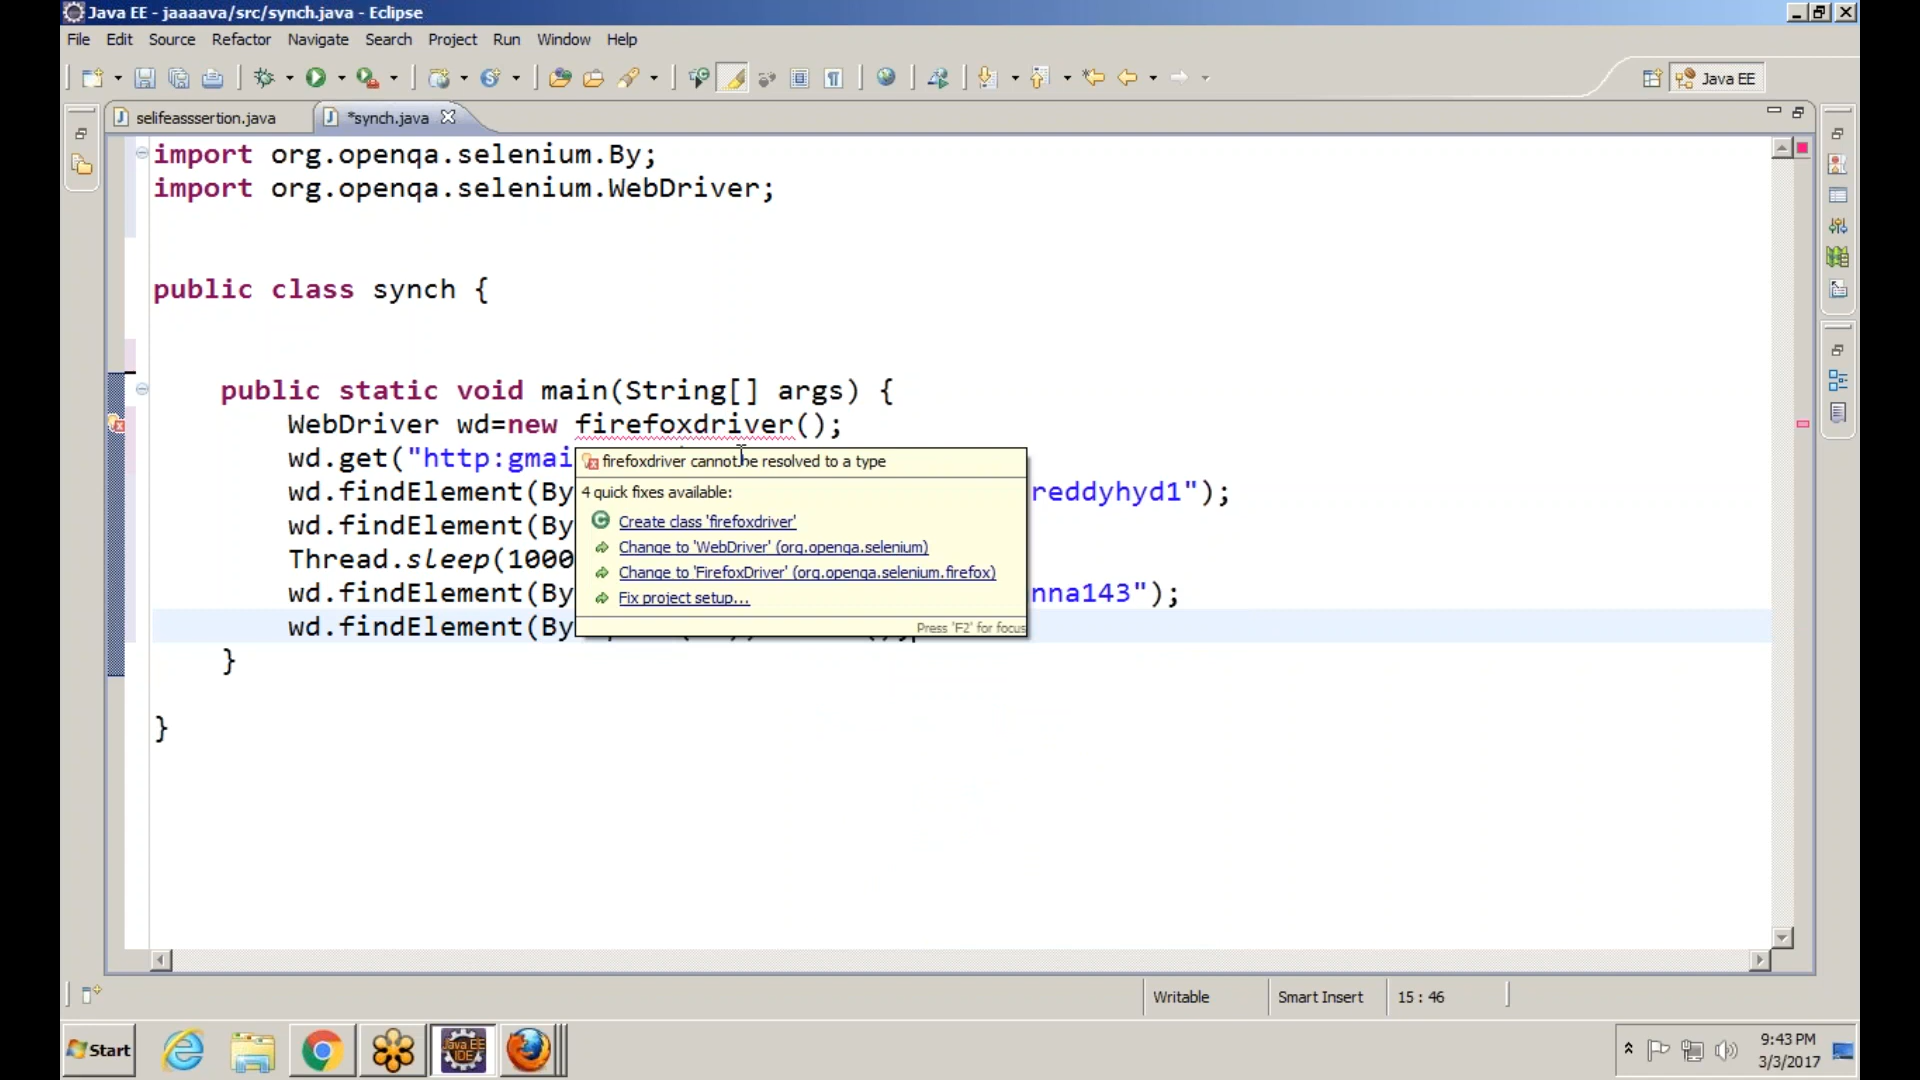 Java EE - jaaaava/src/synch.java - Eclipse
File Edit Source Refactor Navigate Search Project Run Window Help
Java EE
selifeasssertion.java
*synch.java
import org.openqa.selenium.By;
import org.openqa.selenium.WebDriver;
public class synch {
public static void main(String[] args) {
WebDriver wd=new firefoxdriver();
wd.get("http:gmai
firefoxdriver cannot be resolved to a type
4 quick fixes available:
wd.findElement(By
reddyhyd1");
Create class 'firefoxdriver'
wd.findElement(By
Change to 'WebDriver' (org.openqa.selenium)
Thread.sleep(1000
Change to 'FirefoxDriver' (org.openqa.selenium.firefox)
wd.findElement(By
nna143");
Fix project setup...
wd.findElement(By
Press 'F2' for focus
}
}
Writable
Smart Insert
15 : 46
Start
Java EE
IDE
9:43 PM
3/3/2017